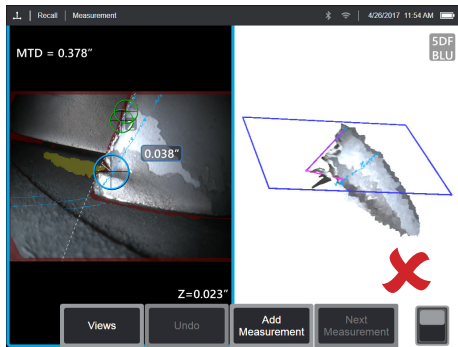 Recall
Measurement
4/26/2017 11:54 AM
MTD = 0.378"
5DF
BLU
0.038"
Z=0.023"
Views
Undo
Add
Measurement
Next
Measurement